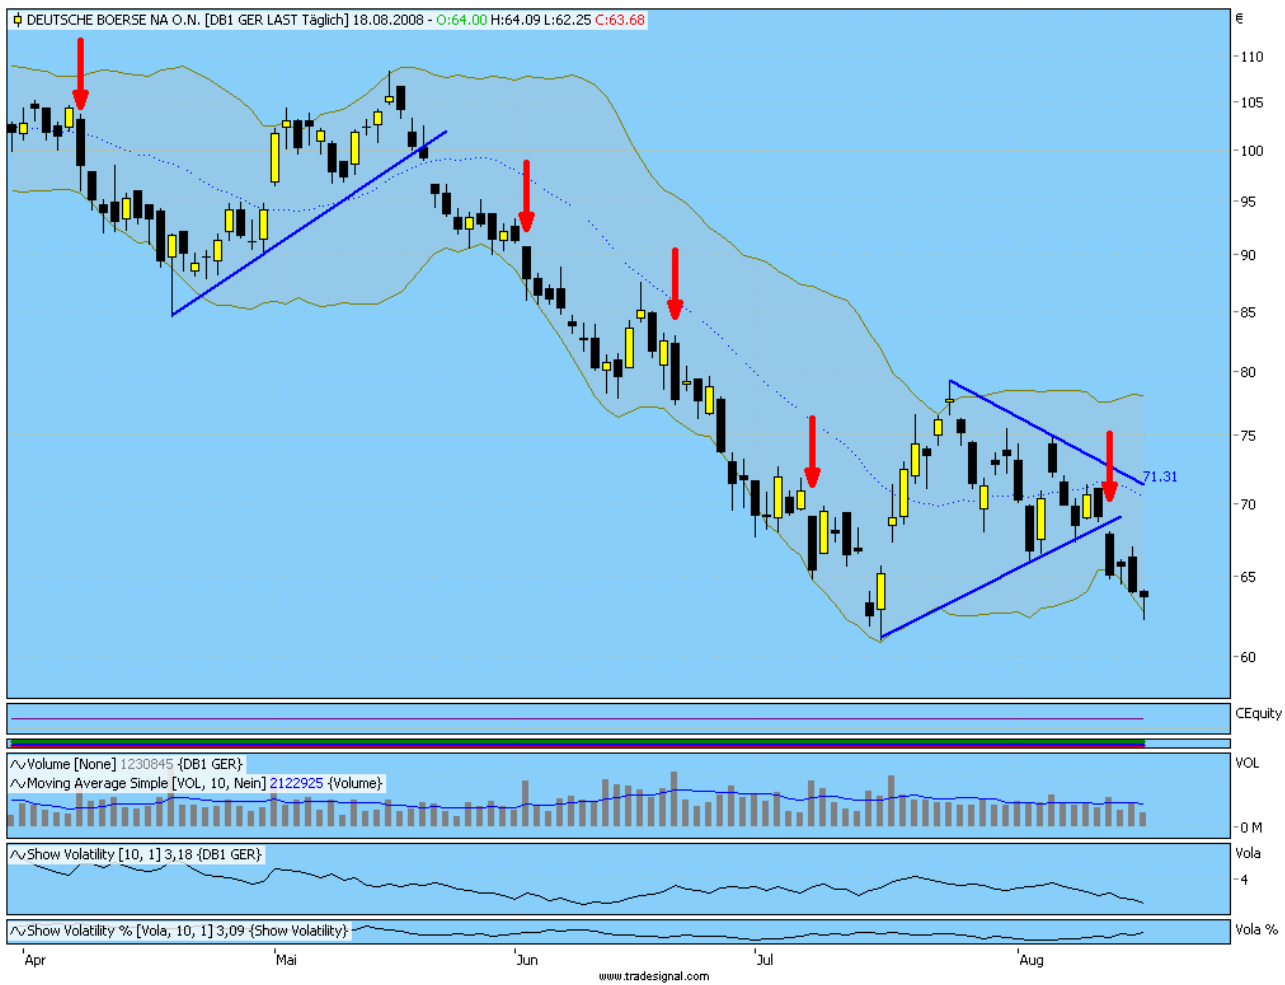 DEUTSCHE BOERSE NA O.N. [DB1 GER LAST Täglich] 18.08.2008 - O:64.00 H:64.09 L:62.25 C:63.68
€
110
105
100
95
90
85
80
75
71.31
70
65
60
CEquity
Volume [None] 1230845 {DB1 GER}
VOL
Moving Average Simple [VOL, 10, Nein] 2122925 {Volume}
0 M
Show Volatility [10, 1] 3,18 {DB1 GER}
Vola
4
Show Volatility % [Vola, 10, 1] 3,09 {Show Volatility}
Vola %
Apr Mai Jun Jul Aug
www.tradesignal.com